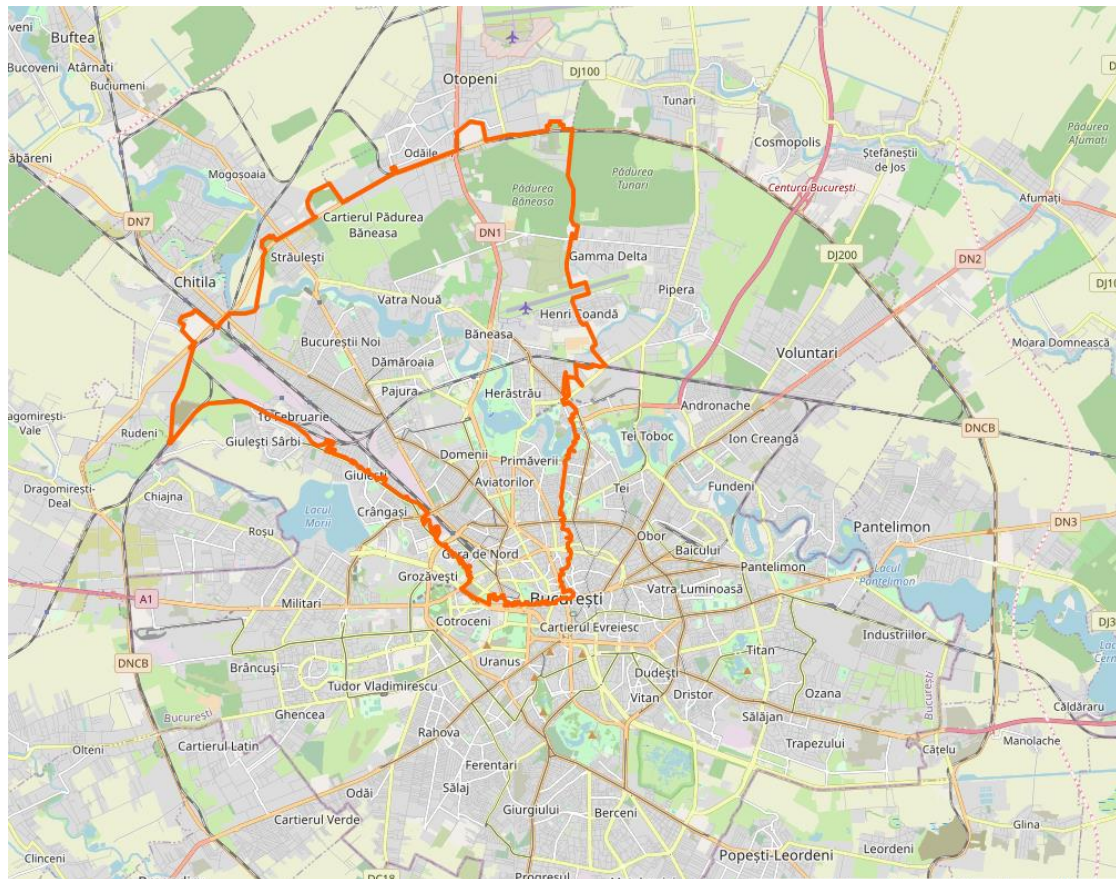 Buftea
Bucoveni
Atârnați
Buciumeni
Otopeni
DJ100
Tunari
Cosmopolis
Pădurea
Afumați
Ștefăneștii
de Jos
Centura București
Afumați
Mogoșoaia
Odăile
Pădurea
Băneasa
Pădurea
Tunari
DN7
Cartierul Pădurea
Băneasa
DN1
DJ200
DN2
Străulești
Gamma Delta
Chitila
Vatra Nouă
Pipera
Băneasa
Bucureștii Noi
Dămăroaia
Voluntari
Moara Domnească
Pajura
Herăstrău
Andronache
16 Februarie
Rudeni
Giulești Sârbi
Dragomirești-
Vale
Tei Toboc
Ion Creangă
DNCB
Domenii
Primăverii
Aviatorilor
Giulești
Dragomirești-
Deal
Chiajna
Roșu
Lacul
Morii
Crângași
Tei
Fundeni
Pantelimon
DN3
Obor
Baicului
Gara de Nord
Grozăvești
Pantelimon
Lacul
Pantelimon
A1
Militari
București
Vatra Luminoasă
Cotroceni
Cartierul Evreiesc
Industriilor
DNCB
Brâncuși
Uranus
Titan
Dudești
Tudor Vladimirescu
Vitan
Dristor
Ozana
București
Ghencea
Sălăjan
București
Căldăraru
Olteni
Cartierul Latin
Rahova
Trapezului
Cățelu
Manolache
Ferentari
Odăi
Sălaj
Giurgiului
Berceni
Cartierul Verde
Glina
Leordeni
Popești-Leordeni
Clinceni
Progresul